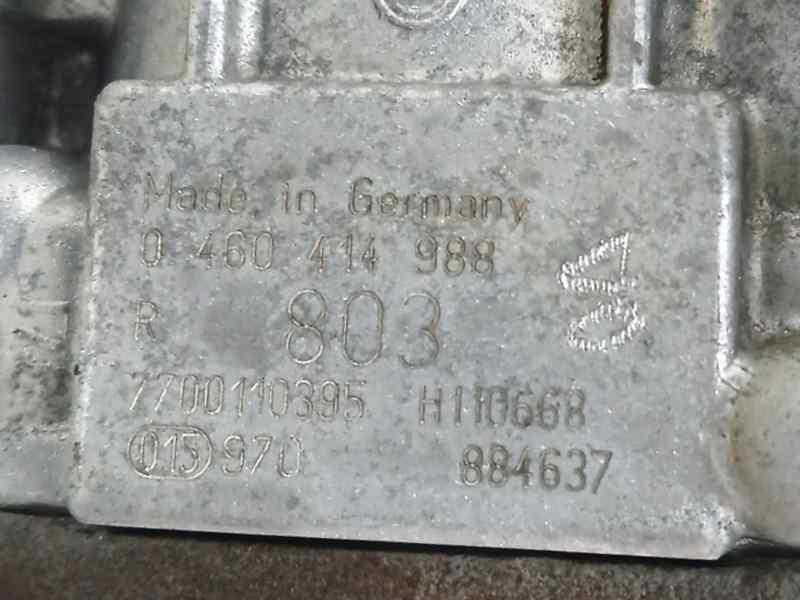 Made in Germany
0 460 414 988
R 803
7700110395 H110668
015 970 884637